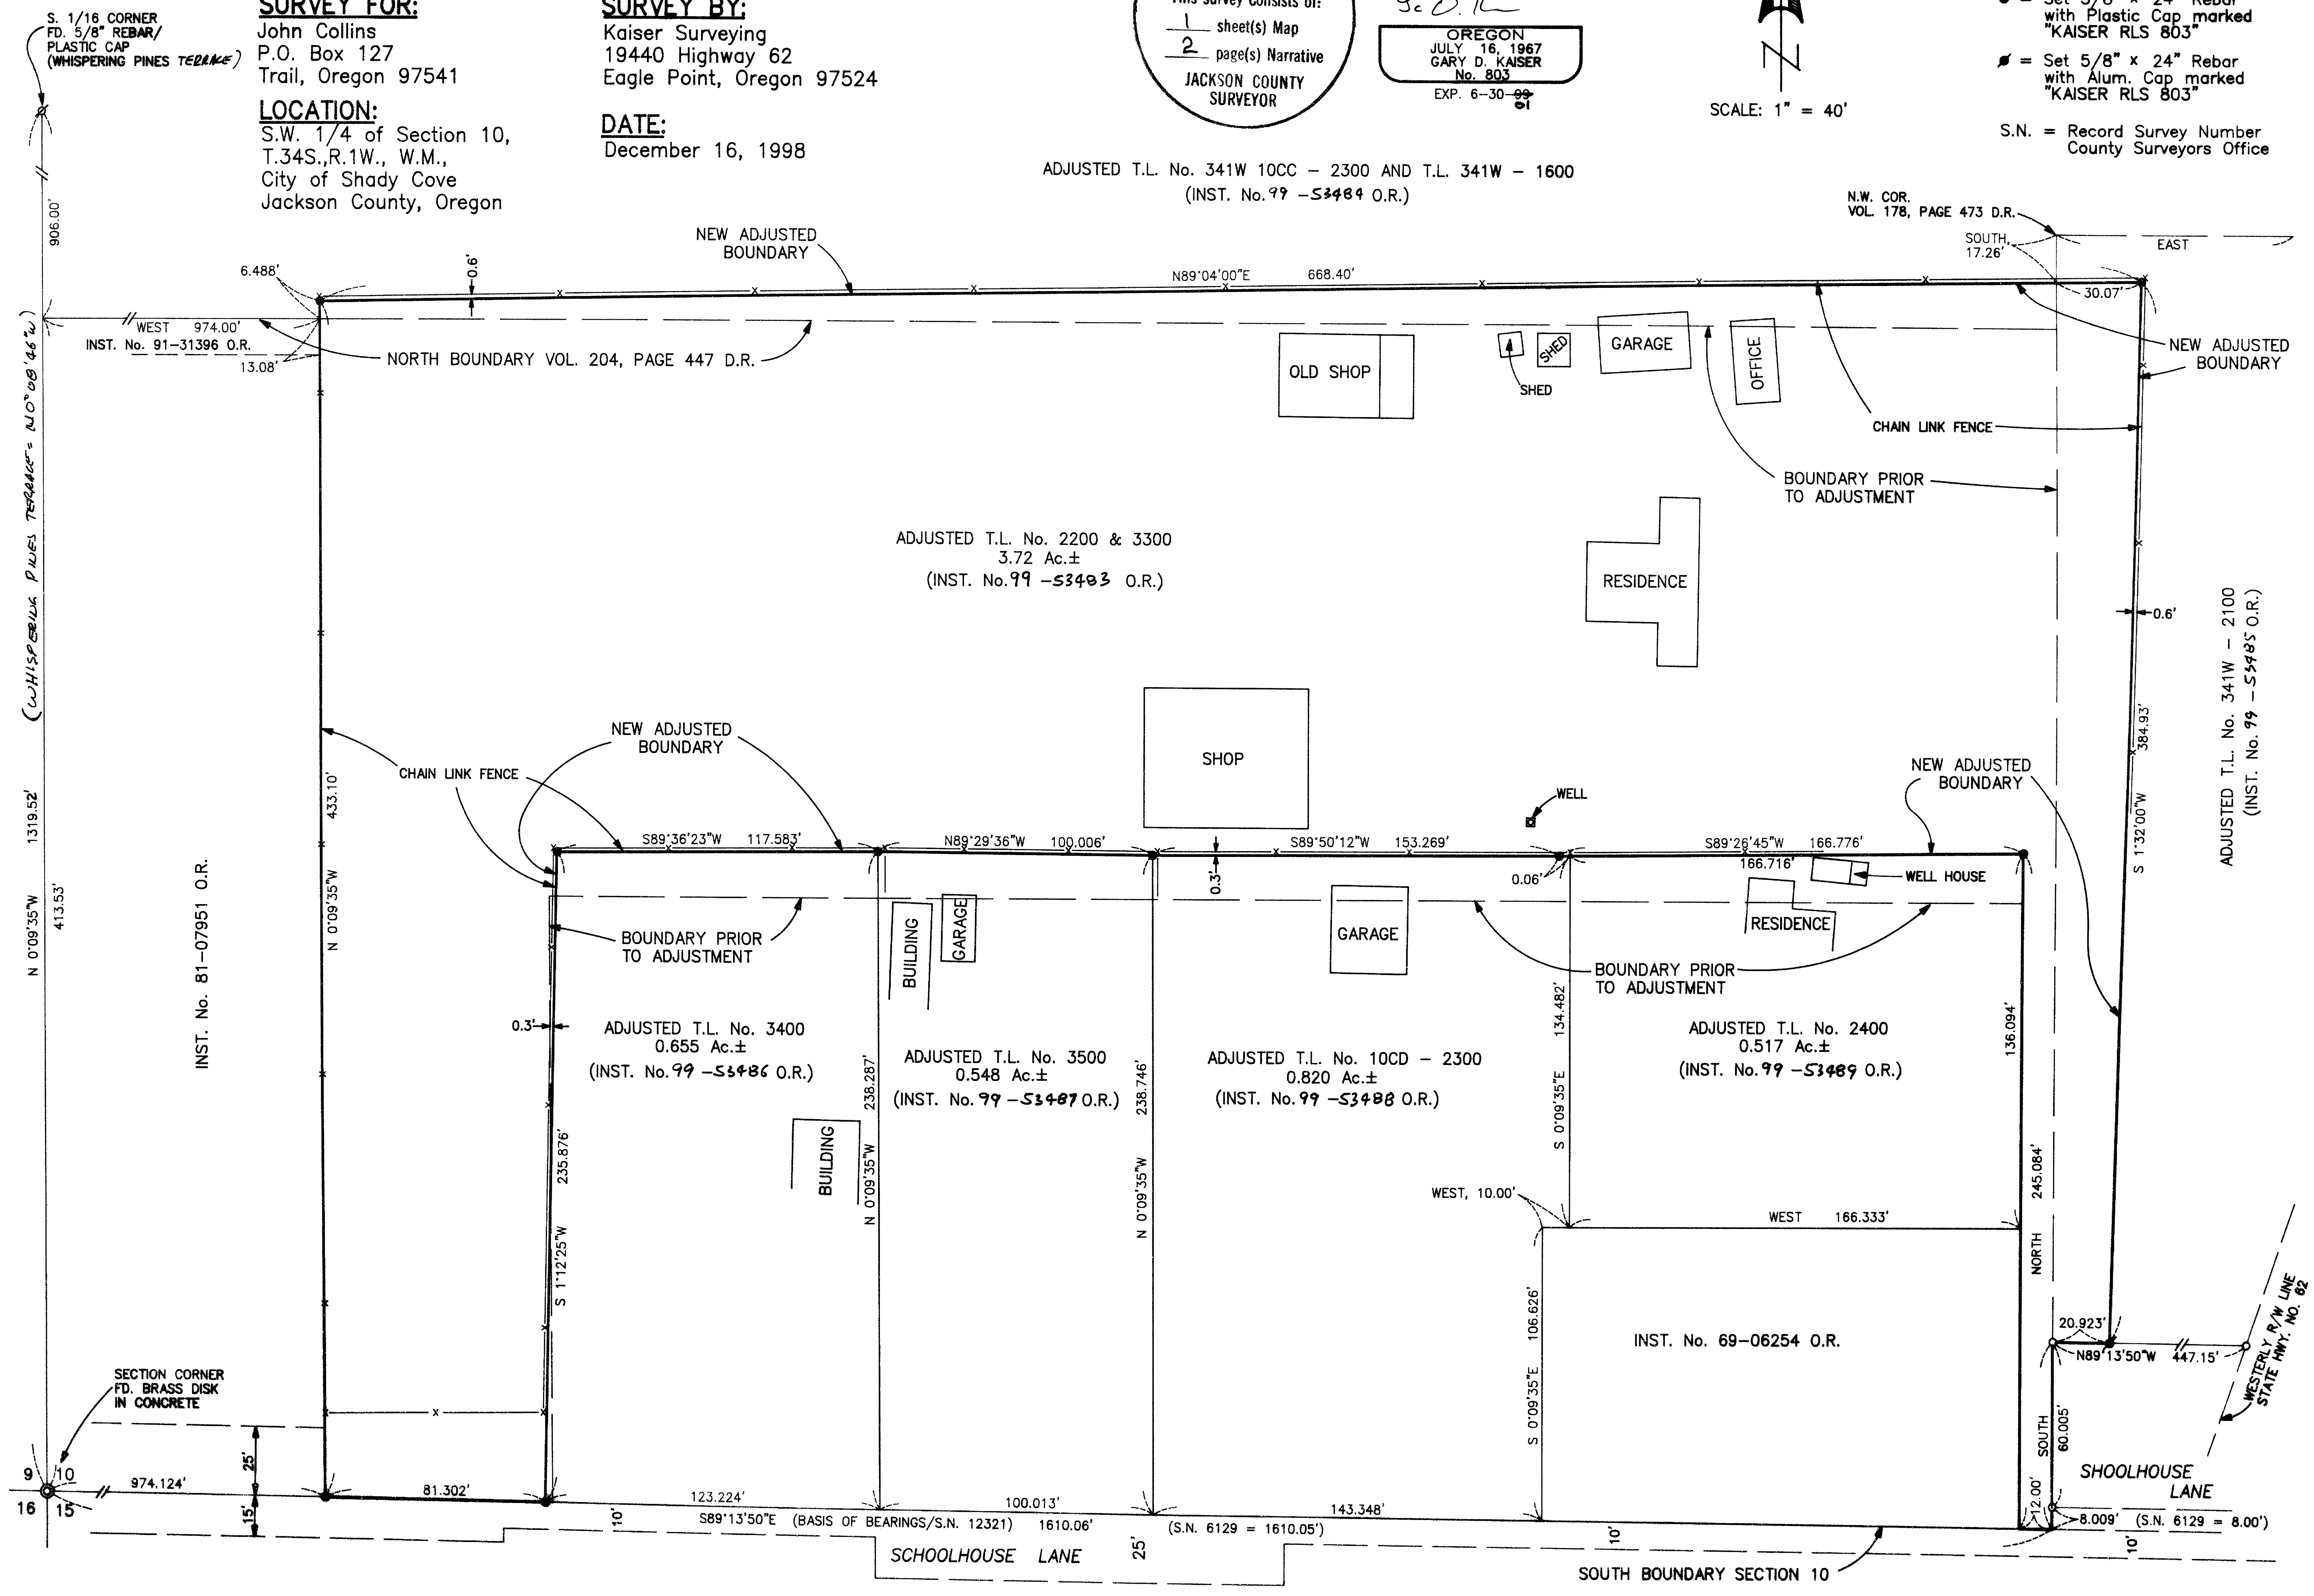 S. 1/16 CORNER
FD. 5/8" REBAR/
PLASTIC CAP
(WHISPERING PINES TERRACE)
SURVEY FOR:
John Collins
P.O. Box 127
Trail, Oregon 97541
LOCATION:
S.W. 1/4 of Section 10,
T.34S.,R.1W., W.M.,
City of Shady Cove
Jackson County, Oregon
SURVEY BY:
Kaiser Surveying
19440 Highway 62
Eagle Point, Oregon 97524
DATE:
December 16, 1998
This survey consists of:
1 sheet(s) Map
2 page(s) Narrative
JACKSON COUNTY
SURVEYOR
OREGON
JULY 16, 1967
GARY D. KAISER
No. 803
EXP. 6-30-99
01
N
SCALE: 1" = 40'
= Set 5/8" x 24" Rebar
with Plastic Cap marked
"KAISER RLS 803"
= Set 5/8" x 24" Rebar
with Alum. Cap marked
"KAISER RLS 803"
S.N. = Record Survey Number
County Surveyors Office
ADJUSTED T.L. No. 341W 10CC - 2300 AND T.L. 341W - 1600
(INST. No. 99 -53484 O.R.)
N.W. COR.
VOL. 178, PAGE 473 D.R.
SOUTH,
17.26'
EAST
906.00'
6.488'
0.6'
NEW ADJUSTED
BOUNDARY
N89°04'00"E 668.40'
30.07'
WEST 974.00'
INST. No. 91-31396 O.R.
13.08'
NORTH BOUNDARY VOL. 204, PAGE 447 D.R.
OLD SHOP
SHED
SHED
GARAGE
OFFICE
NEW ADJUSTED
BOUNDARY
CHAIN LINK FENCE
BOUNDARY PRIOR
TO ADJUSTMENT
(WHISPERING PINES TERRACE = N0°08'46"W)
ADJUSTED T.L. No. 2200 & 3300
3.72 Ac.±
(INST. No. 99 -53483 O.R.)
RESIDENCE
0.6'
ADJUSTED T.L. No. 341W - 2100
(INST. No. 99 -53485 O.R.)
384.93'
S 1°32'00"W
NEW ADJUSTED
BOUNDARY
CHAIN LINK FENCE
SHOP
WELL
NEW ADJUSTED
BOUNDARY
N 0°09'35"W 1319.52'
413.53'
INST. No. 81-07951 O.R.
N 0°09'35"W 433.10'
S89°36'23"W 117.583'
N89°29'36"W 100.006'
S89°50'12"W 153.269'
S89°26'45"W 166.776'
166.716'
0.3'
0.06'
WELL HOUSE
RESIDENCE
BUILDING
GARAGE
GARAGE
BOUNDARY PRIOR
TO ADJUSTMENT
BOUNDARY PRIOR
TO ADJUSTMENT
0.3'
ADJUSTED T.L. No. 3400
0.655 Ac.±
(INST. No. 99 -53486 O.R.)
ADJUSTED T.L. No. 3500
0.548 Ac.±
(INST. No. 99 -53487 O.R.)
ADJUSTED T.L. No. 10CD - 2300
0.820 Ac.±
(INST. No. 99 -53488 O.R.)
ADJUSTED T.L. No. 2400
0.517 Ac.±
(INST. No. 99 -53489 O.R.)
S 1°12'25"W 235.876'
BUILDING
N 0°09'35"W 238.287'
N 0°09'35"W 238.746'
S 0°09'35"E 134.482'
136.094'
WEST, 10.00'
WEST 166.333'
NORTH 245.084'
S 0°09'35"E 106.626'
INST. No. 69-06254 O.R.
20.923'
N89°13'50"W 447.15'
WESTERLY R/W LINE
STATE HWY. NO. 62
SOUTH
60.005'
SHOOLHOUSE
LANE
12.00'
8.009' (S.N. 6129 = 8.00')
10'
SECTION CORNER
FD. BRASS DISK
IN CONCRETE
9 10
16 15
974.124'
25'
15'
81.302'
123.224'
100.013'
143.348'
10'
S89°13'50"E (BASIS OF BEARINGS/S.N. 12321) 1610.06'
(S.N. 6129 = 1610.05')
25'
10'
SCHOOLHOUSE LANE
SOUTH BOUNDARY SECTION 10